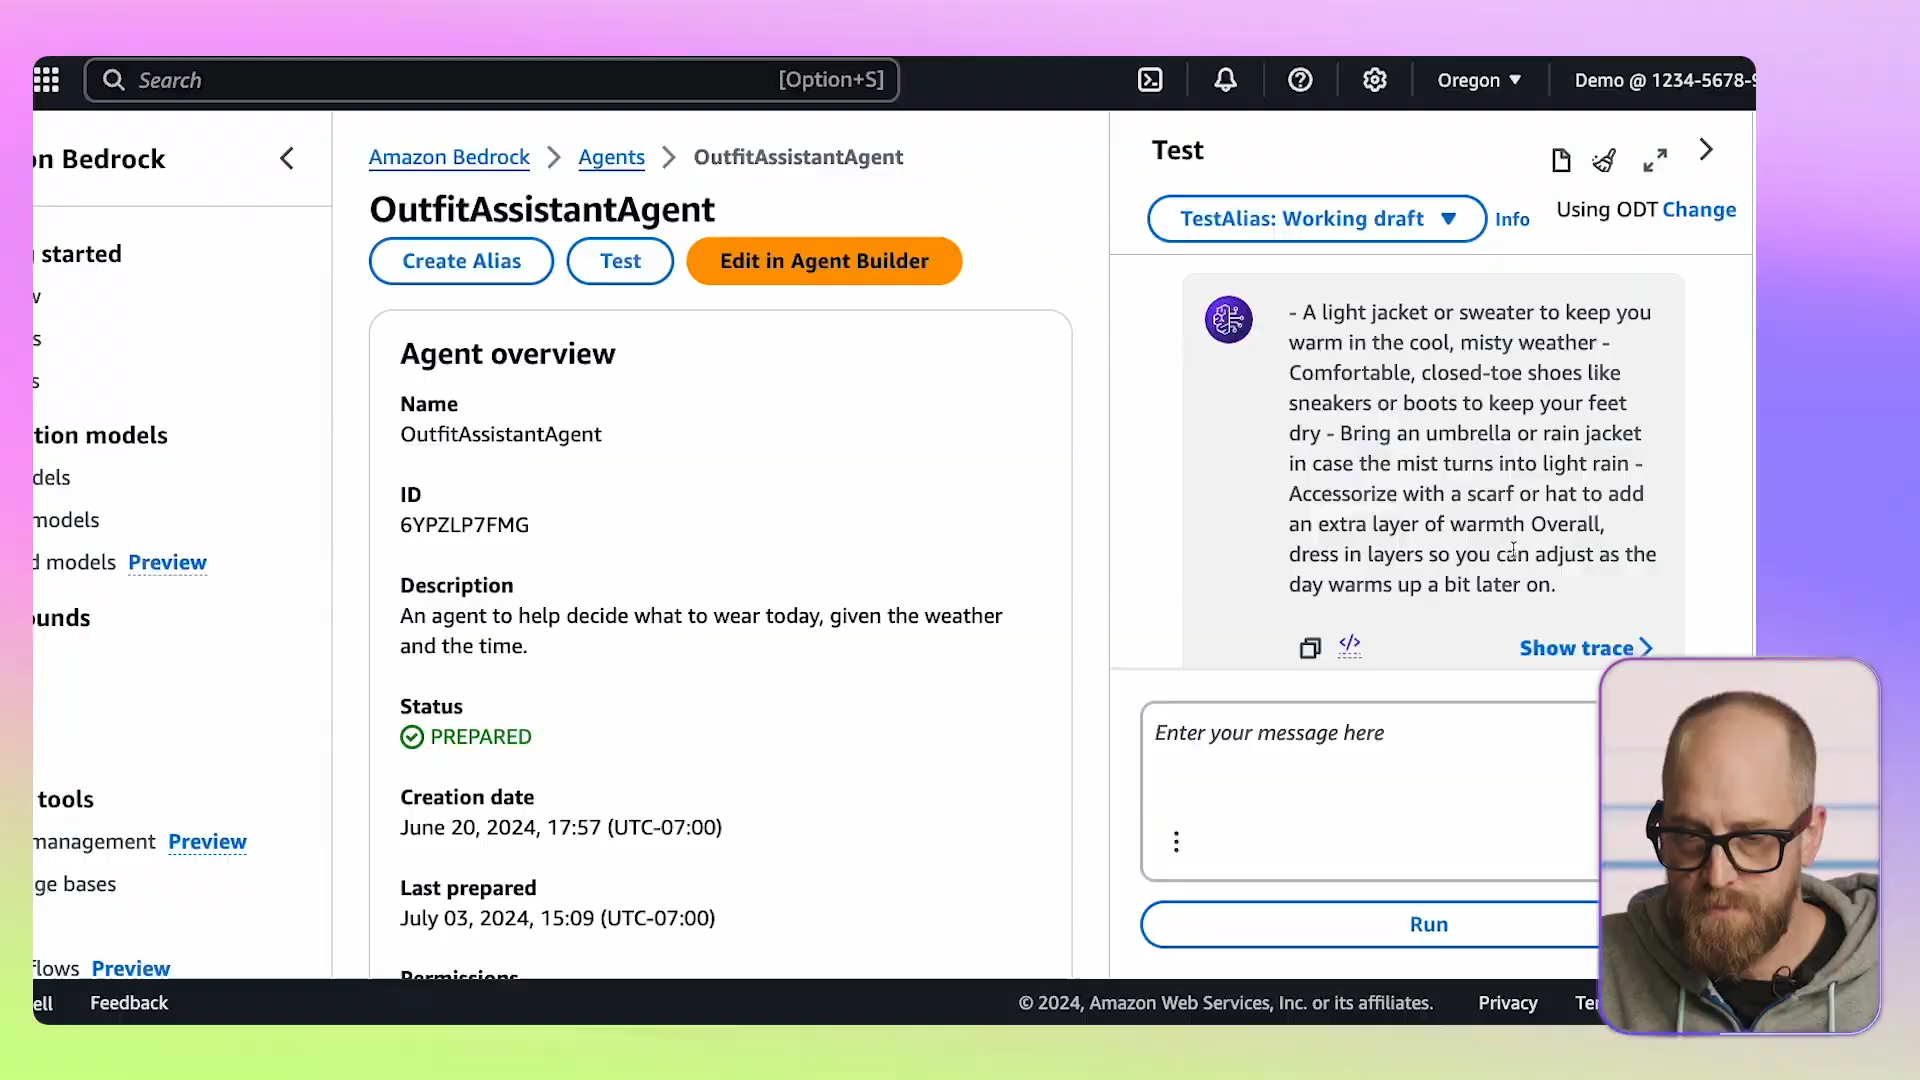 Search [Option+S] Oregon Demo @ 1234-5678-9
on Bedrock
started
w
s
s
tion models
dels
models
d models Preview
unds
tools
management Preview
ge bases
flows Preview
Amazon Bedrock > Agents > OutfitAssistantAgent
OutfitAssistantAgent
Create Alias Test Edit in Agent Builder
Agent overview
Name
OutfitAssistantAgent
ID
6YPZLP7FMG
Description
An agent to help decide what to wear today, given the weather
and the time.
Status
PREPARED
Creation date
June 20, 2024, 17:57 (UTC-07:00)
Last prepared
July 03, 2024, 15:09 (UTC-07:00)
Permissions
Test
TestAlias: Working draft Info Using ODT Change
- A light jacket or sweater to keep you
warm in the cool, misty weather -
Comfortable, closed-toe shoes like
sneakers or boots to keep your feet
dry - Bring an umbrella or rain jacket
in case the mist turns into light rain -
Accessorize with a scarf or hat to add
an extra layer of warmth Overall,
dress in layers so you can adjust as the
day warms up a bit later on.
</> Show trace >
Enter your message here
Run
ell Feedback © 2024, Amazon Web Services, Inc. or its affiliates. Privacy Te